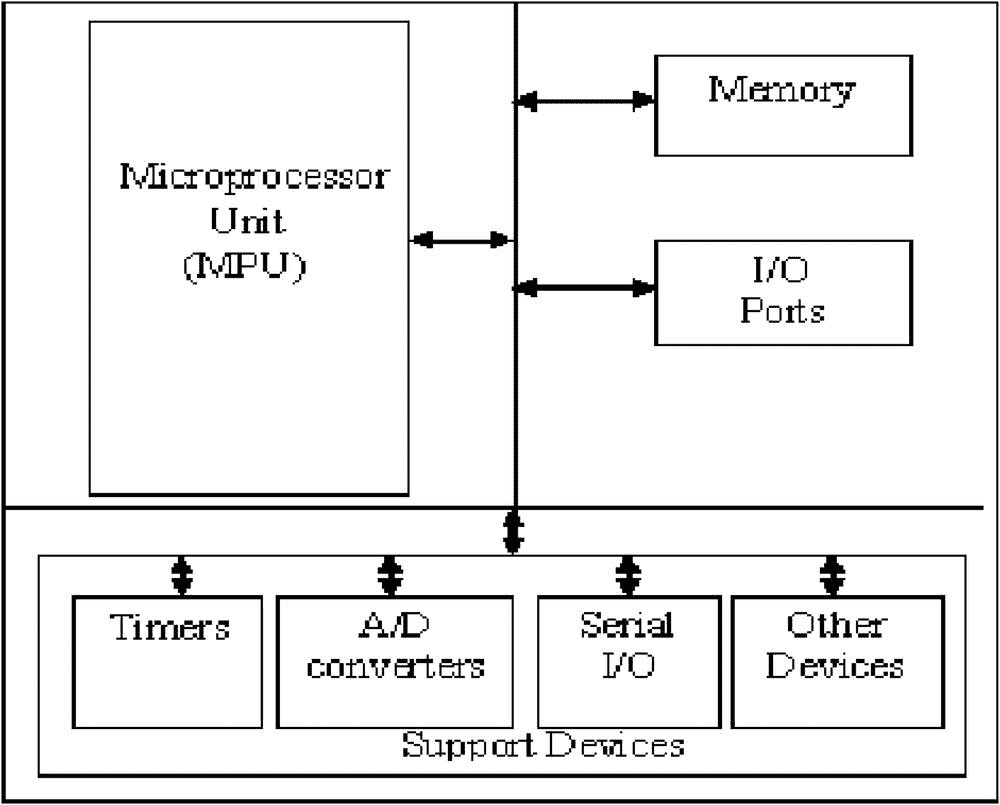 Microprocessor
Unit
(MPU)
Memory
I/O
Ports
Timers
A/D
converters
Serial
I/O
Other
Devices
Support Devices